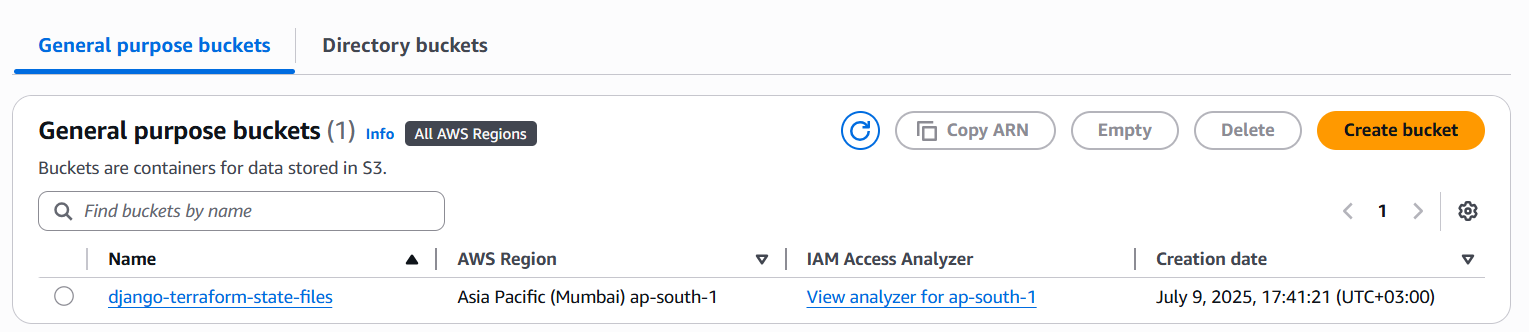 General purpose buckets Directory buckets
General purpose buckets (1) Info All AWS Regions Copy ARN Empty Delete Create bucket
Buckets are containers for data stored in S3.
Find buckets by name 1
Name AWS Region IAM Access Analyzer Creation date
django-terraform-state-files Asia Pacific (Mumbai) ap-south-1 View analyzer for ap-south-1 July 9, 2025, 17:41:21 (UTC+03:00)